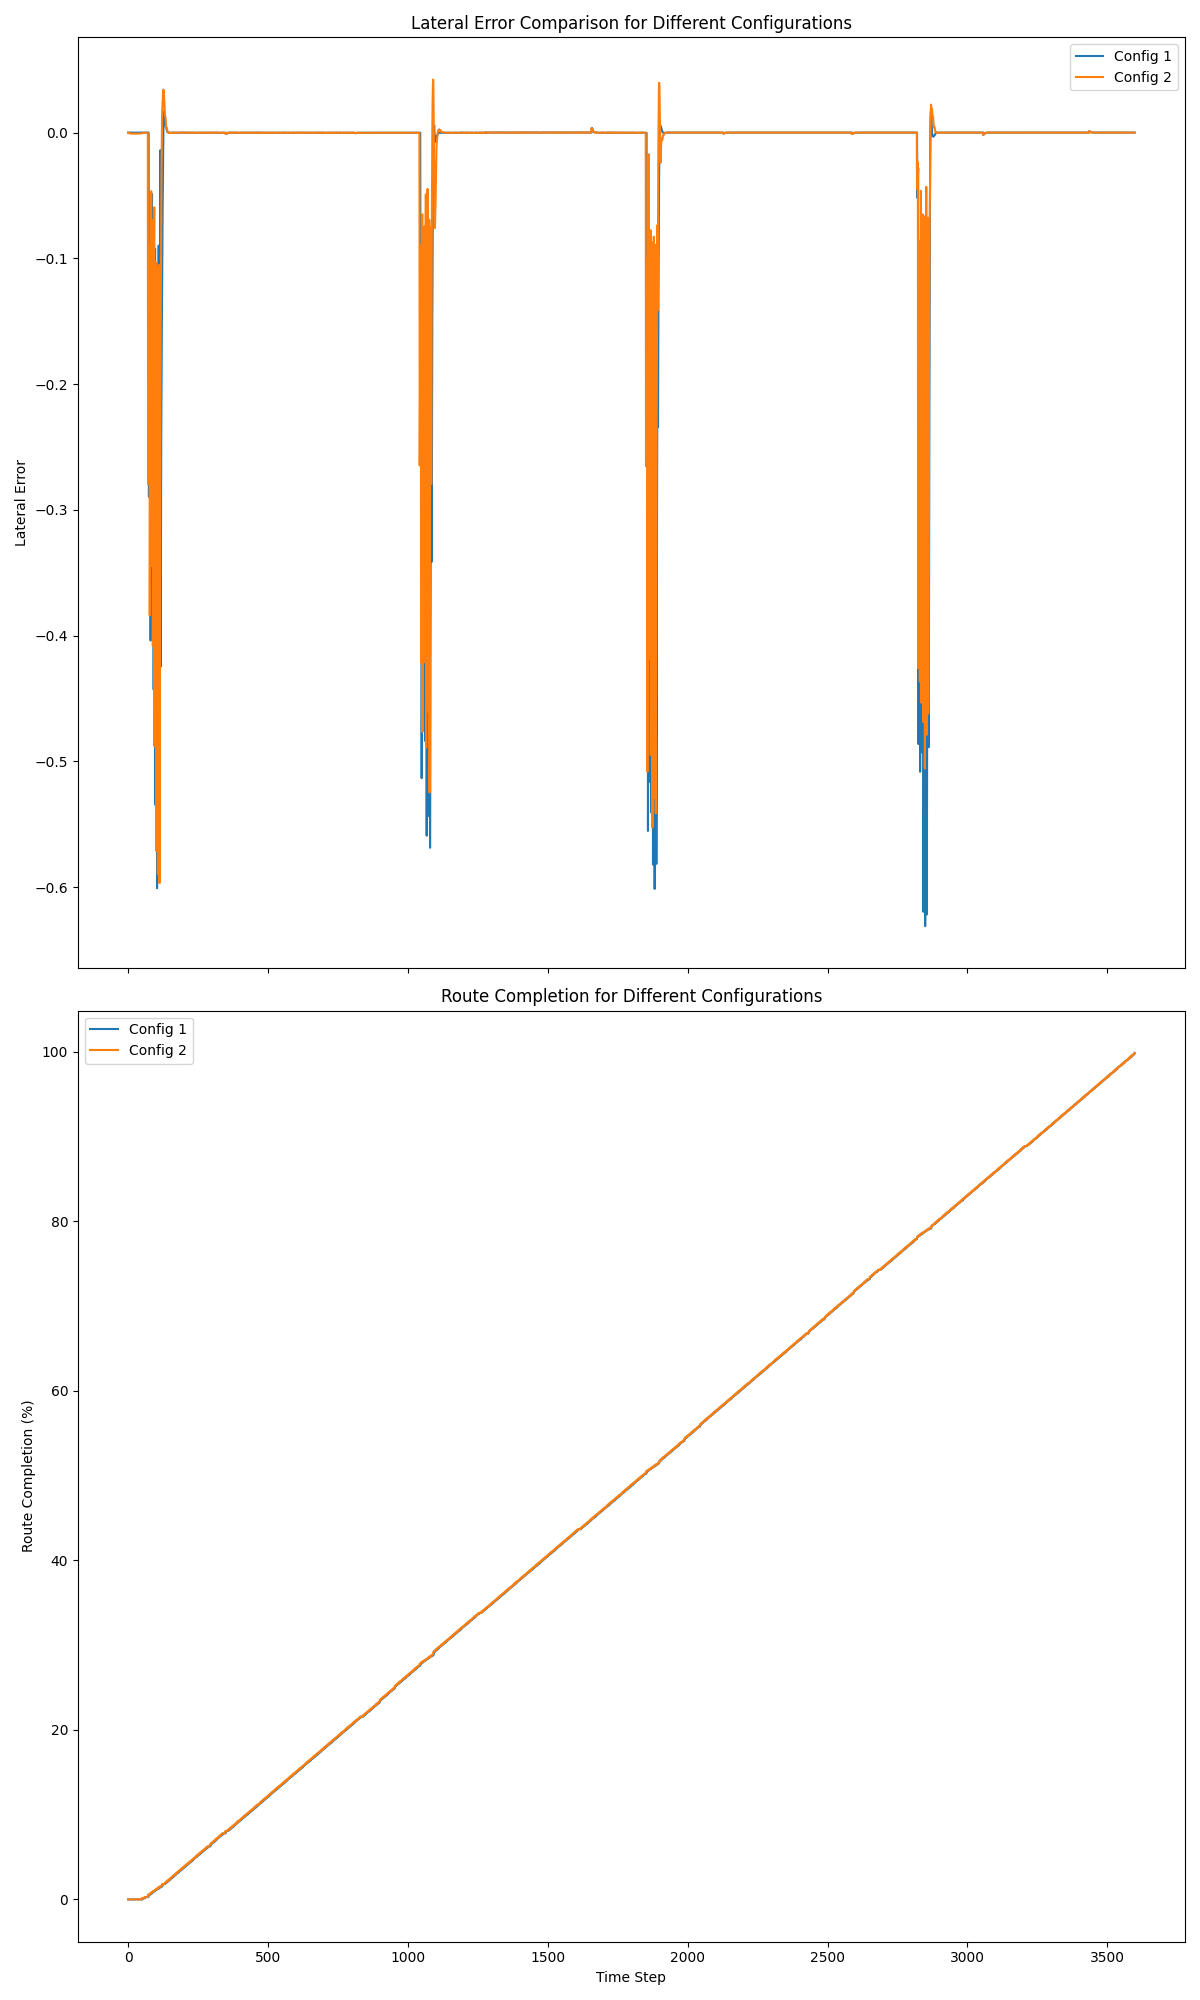 Lateral Error Comparison for Different Configurations
Config 1
Config 2
0.0
−0.1
−0.2
−0.3
−0.4
−0.5
−0.6
Lateral Error
Route Completion for Different Configurations
Config 1
Config 2
100
80
60
40
20
0
Route Completion (%)
0 500 1000 1500 2000 2500 3000 3500
Time Step